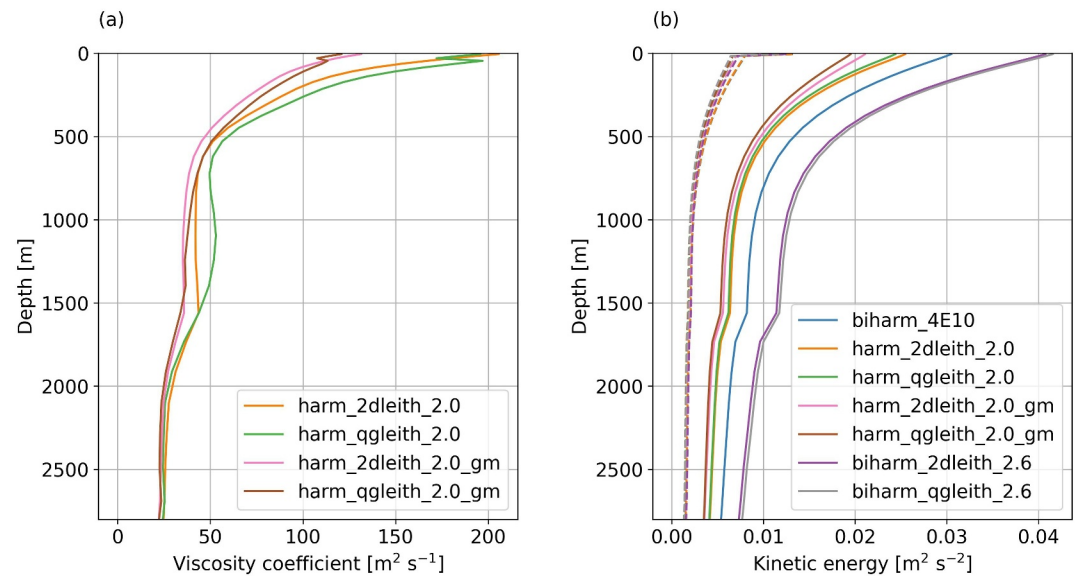 (a)
(b)
0
500
1000
1500
2000
2500
Depth [m]
0
50
100
150
200
Viscosity coefficient [m² s⁻¹]
harm_2dleith_2.0
harm_qgleith_2.0
harm_2dleith_2.0_gm
harm_qgleith_2.0_gm
0
500
1000
1500
2000
2500
Depth [m]
0.00
0.01
0.02
0.03
0.04
Kinetic energy [m² s⁻²]
biharm_4E10
harm_2dleith_2.0
harm_qgleith_2.0
harm_2dleith_2.0_gm
harm_qgleith_2.0_gm
biharm_2dleith_2.6
biharm_qgleith_2.6